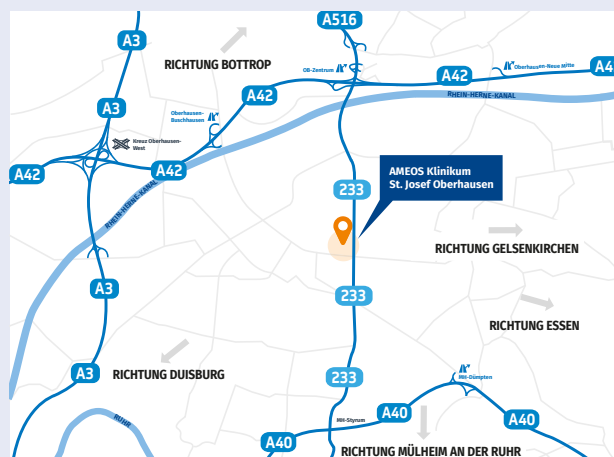 A516
A3
RICHTUNG BOTTROP
OB-Zentrum
Oberhausen-Neue Mitte
A42
A4
A42
RHEIN-HERNE-KANAL
A3
Oberhausen-
Buschhausen
Kreuz Oberhausen-
West
A42
A42
AMEOS Klinikum
St. Josef Oberhausen
233
RHEIN-HERNE-KANAL
RICHTUNG GELSENKIRCHEN
A3
233
RICHTUNG ESSEN
A3
RICHTUNG DUISBURG
233
MH-Dümpten
RUHR
MH-Styrum
A40
A40
A40
RICHTUNG MÜLHEIM AN DER RUHR